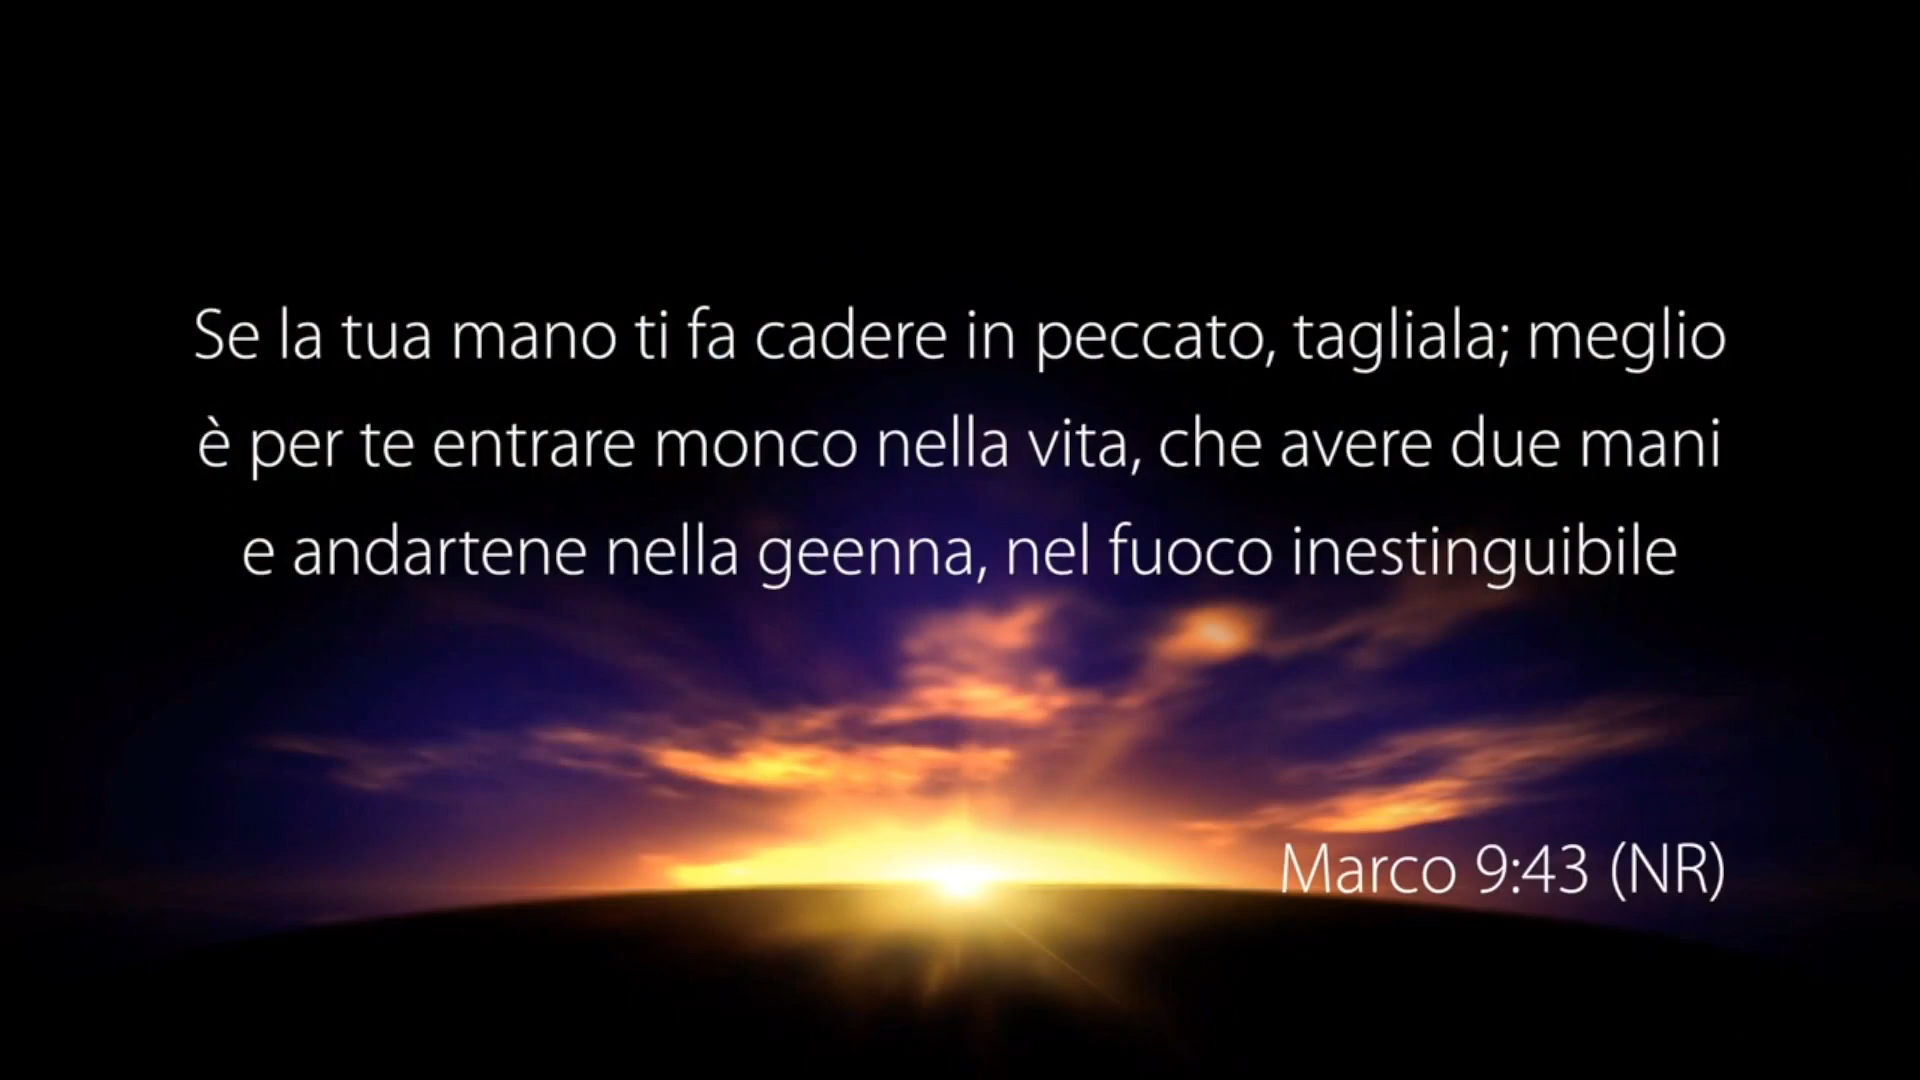 Se la tua mano ti fa cadere in peccato, tagliala; meglio
è per te entrare monco nella vita, che avere due mani
e andartene nella geenna, nel fuoco inestinguibile
Marco 9:43 (NR)